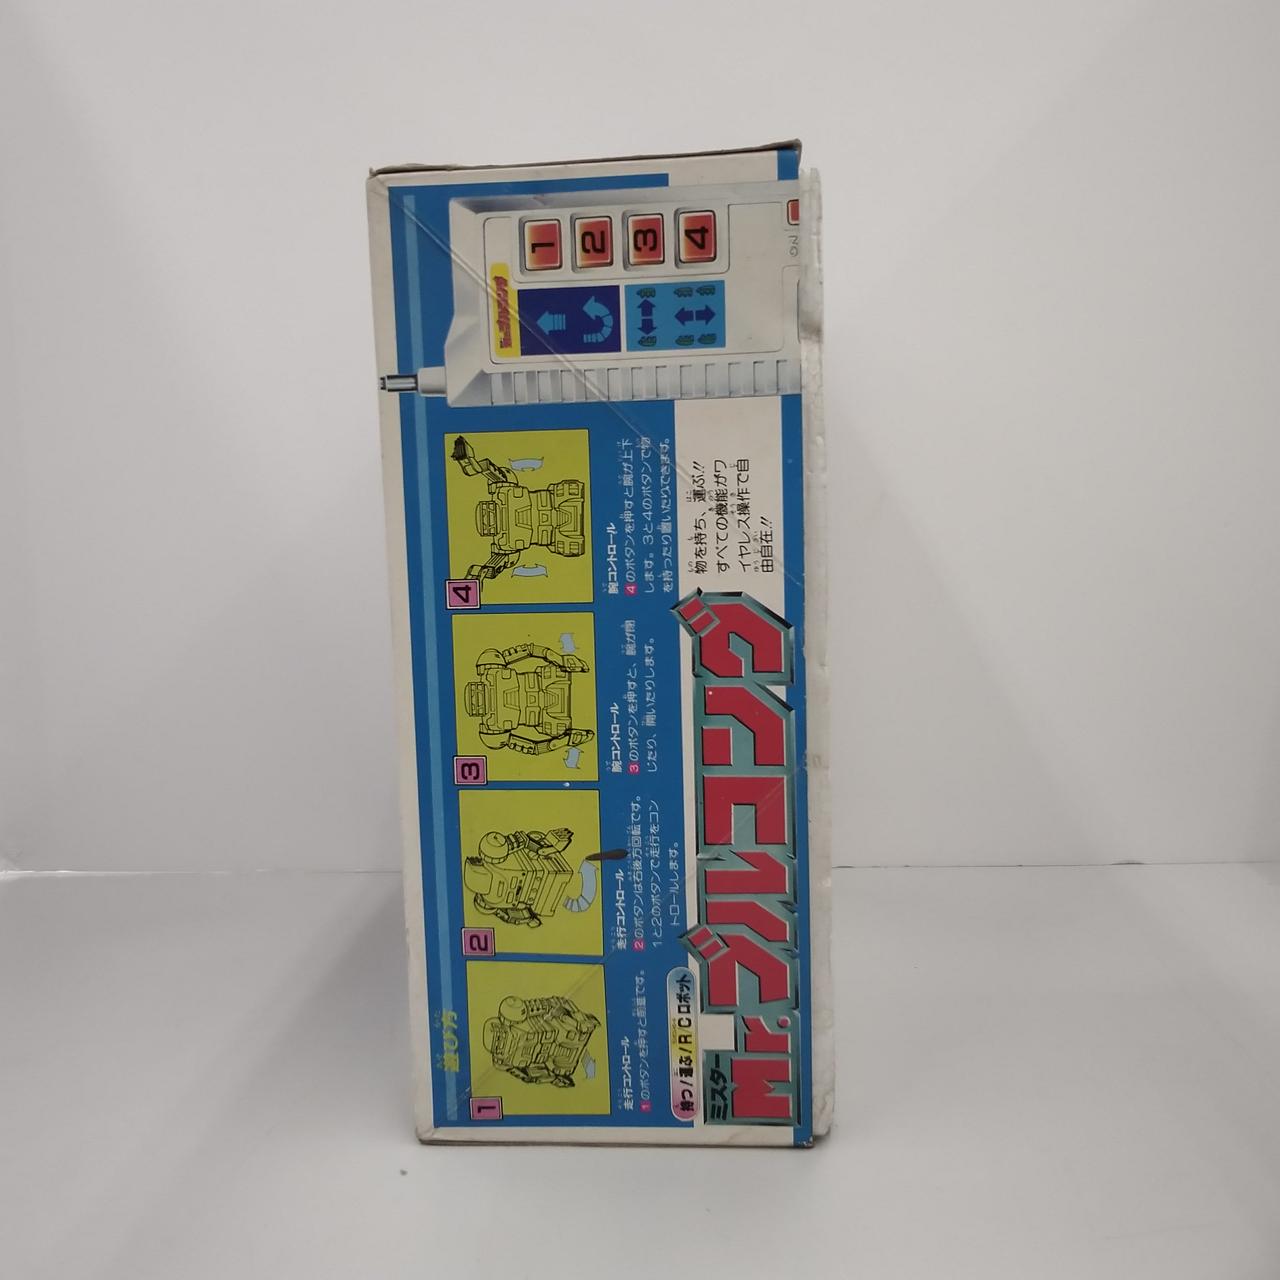 遊び方
1
走行コントロール
1のボタンを押すと前進です。
2
走行コントロール
2のボタンは右後方回転です。
1と2のボタンで走行をコン
トロールします。
3
腕コントロール
3のボタンを押すと、腕が閉
じたり、開いたりします。
4
腕コントロール
4のボタンを押すと腕が上下
します。3と4のボタンで物
を持ったり置いたりできます。
1
2
3
4
ON
持つ!運ぶ!R/Cロボット
ミスター
Mr.ブルコング
物を持ち、運ぶ!!
すべての機能がワ
イヤレス操作で自
由自在!!